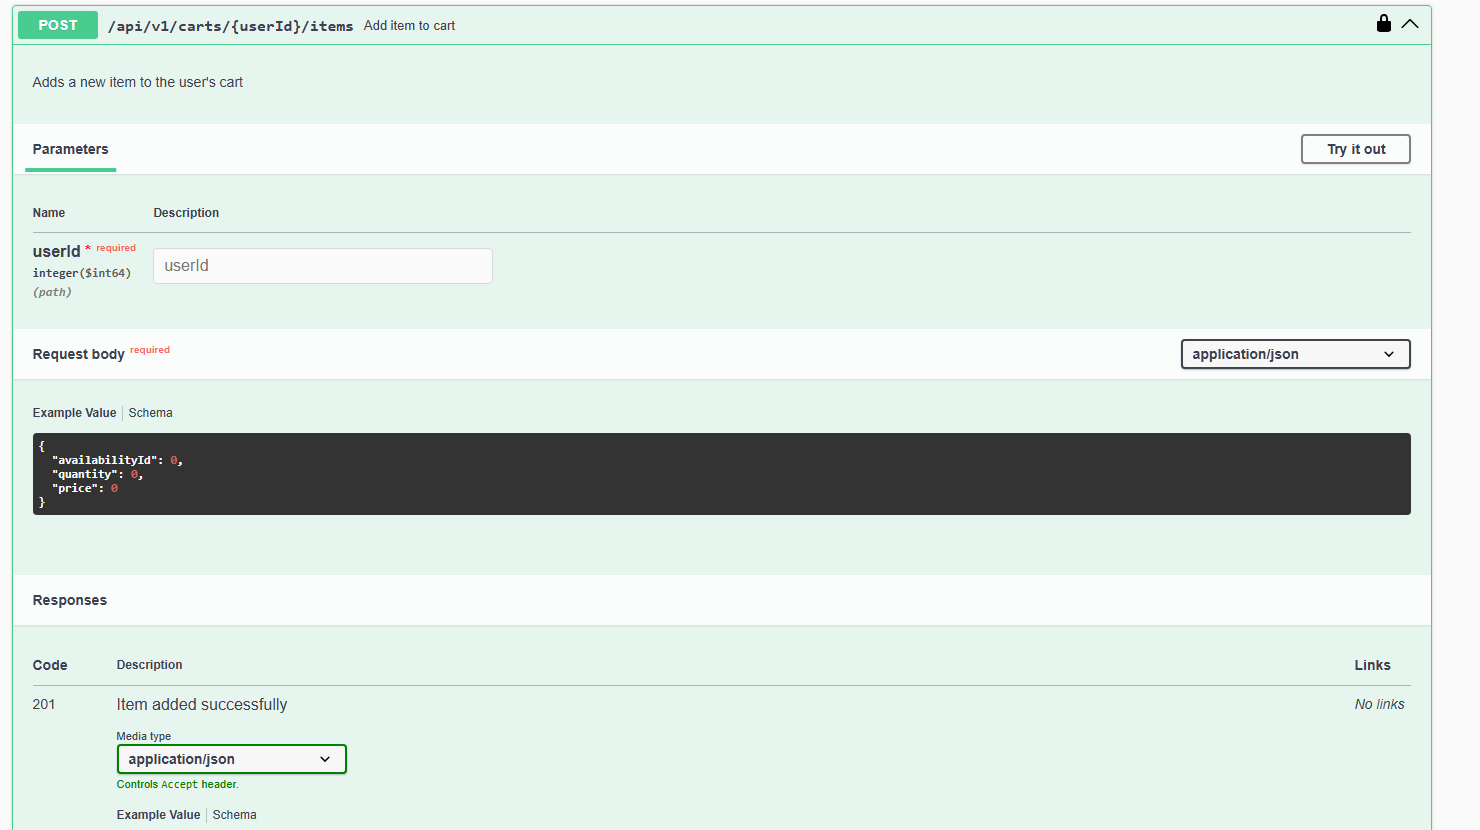 POST /api/v1/carts/{userId}/items Add item to cart
Adds a new item to the user's cart
Parameters
Try it out
Name Description
userId * required
integer($int64)
(path)
userId
Request body required
application/json
Example Value Schema
{
"availabilityId": 0,
"quantity": 0,
"price": 0
}
Responses
Code Description Links
201 Item added successfully No links
Media type
application/json
Controls Accept header.
Example Value Schema